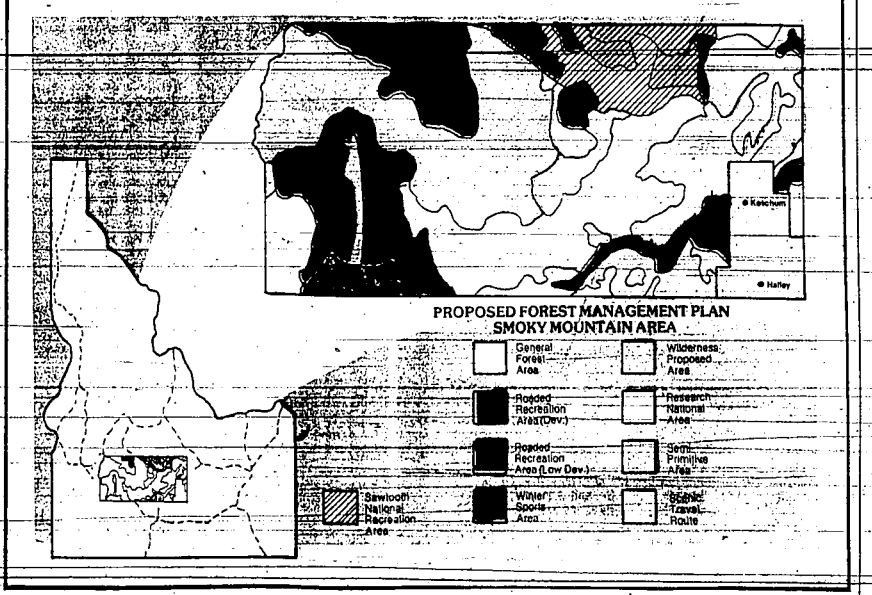 Ketchum
Hailey
PROPOSED FOREST MANAGEMENT PLAN
SMOKY MOUNTAIN AREA
General
Forest
Area
Wilderness
Proposed
Area
Roaded
Recreation
Area (Dev.)
Research
National
Area
Roaded
Recreation
Area (Low Dev.)
Semi
Primitive
Area
Sawtooth
National
Recreation
Area
Winter
Sports
Area
Scenic
Travel
Route